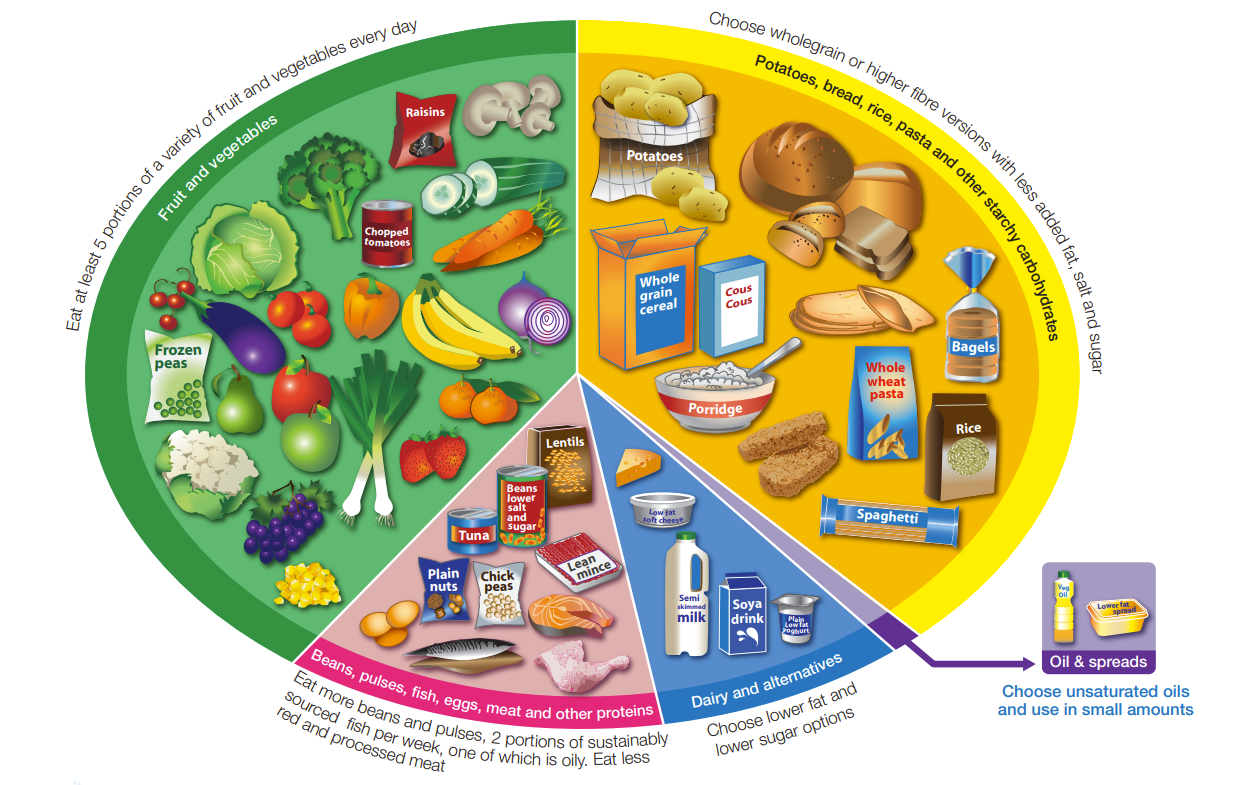 Eat at least 5 portions of a variety of fruit and vegetables every day
Fruit and vegetables
Raisins
Chopped
tomatoes
Frozen
peas
Choose wholegrain or higher fibre versions with less added fat, salt and sugar
Potatoes, bread, rice, pasta and other starchy carbohydrates
Potatoes
Whole
grain
cereal
Cous
Cous
Bagels
Whole
wheat
pasta
Porridge
Rice
Spaghetti
Lentils
Beans
lower
salt
and
sugar
Tuna
Plain
nuts
Chick
peas
Lean
mince
Beans, pulses, fish, eggs, meat and other proteins
Eat more beans and pulses, 2 portions of sustainably
sourced fish per week, one of which is oily. Eat less
red and processed meat
Low fat
soft cheese
Semi
skimmed
milk
Soya
drink
Plain
Low fat
yoghurt
Dairy and alternatives
Choose lower fat and
lower sugar options
Veg
Oil
Lower fat
spread
Oil & spreads
Choose unsaturated oils
and use in small amounts